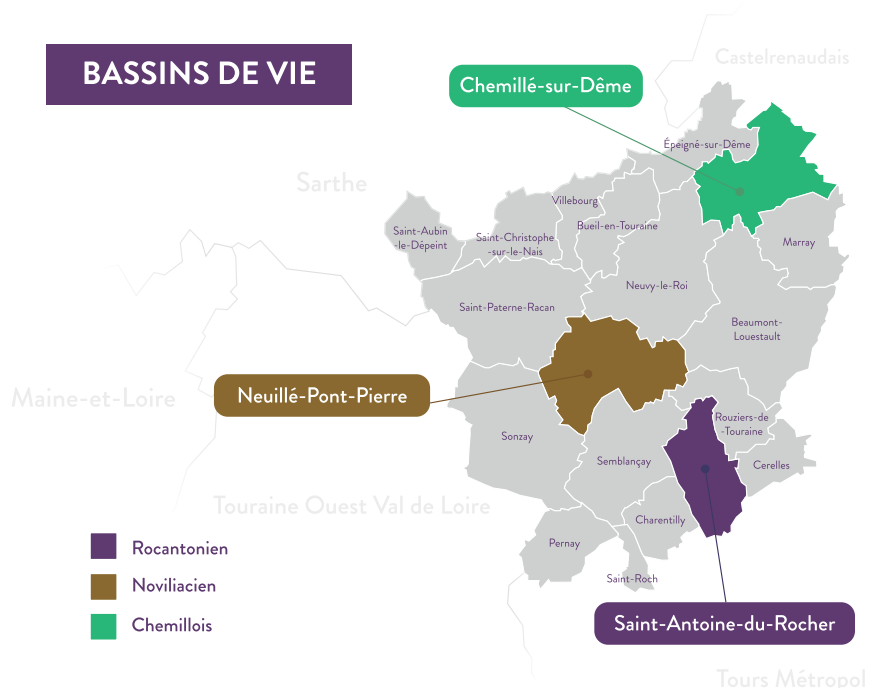 BASSINS DE VIE
Castelrenaudais
Chemillé-sur-Dême
Épeigné-sur-Dême
Sarthe
Villebourg
Bueil-en-Touraine
Saint-Aubin
-le-Dépeint
Saint-Christophe
-sur-le-Nais
Marray
Neuvy-le-Roi
Saint-Paterne-Racan
Beaumont-
Louestault
Maine-et-Loire
Neuillé-Pont-Pierre
Rouziers-de
-Touraine
Sonzay
Semblançay
Cerelles
Touraine Ouest Val de Loire
Charentilly
Pernay
Saint-Roch
Rocantonien
Noviliacien
Chemillois
Saint-Antoine-du-Rocher
Tours Métropol